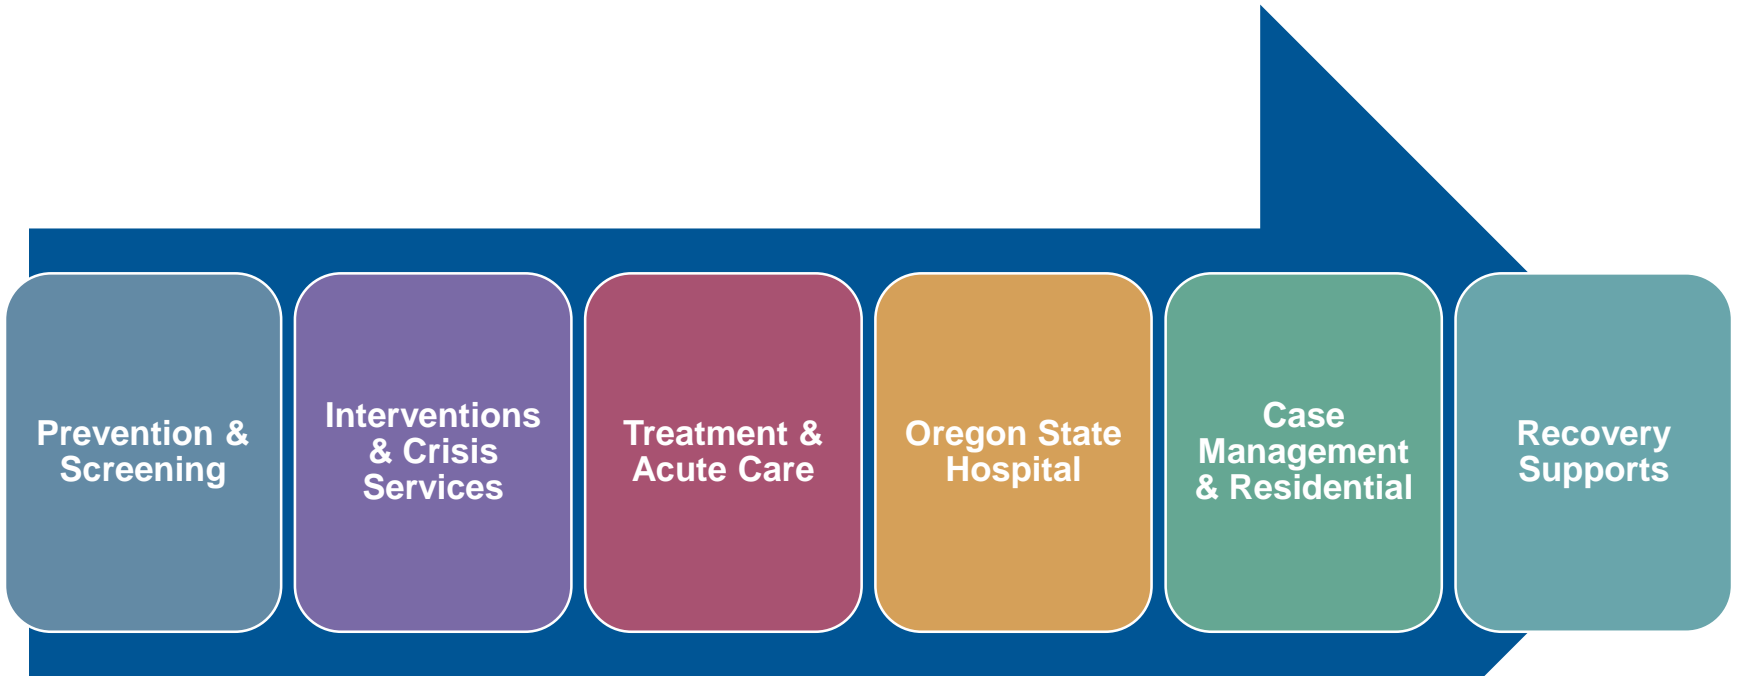 Prevention &
Screening
Interventions
& Crisis
Services
Treatment &
Acute Care
Oregon State
Hospital
Case
Management
& Residential
Recovery
Supports